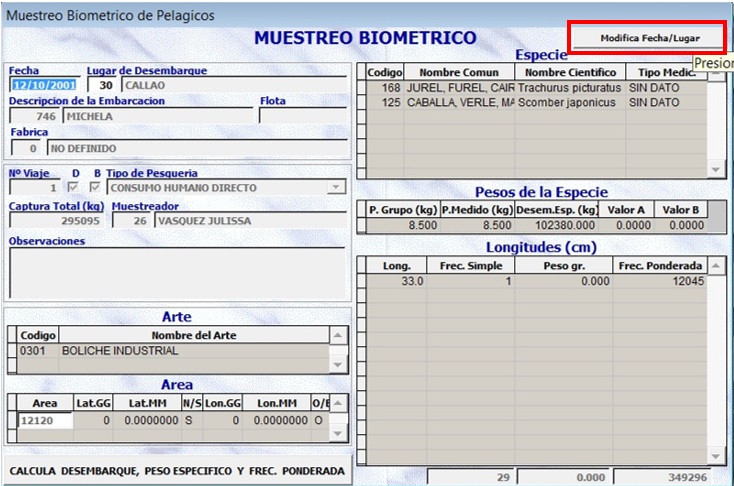 Muestreo Biometrico de Pelagicos
MUESTREO BIOMETRICO
Modifica Fecha/Lugar
Presior
Fecha Lugar de Desembarque
12/10/2001 30 CALLAO
Descripcion de la Embarcacion Flota
746 MICHELA
Fabrica
0 NO DEFINIDO
Nº Viaje D B Tipo de Pesqueria
1 CONSUMO HUMANO DIRECTO
Captura Total (kg) Muestreador
295095 26 VASQUEZ JULISSA
Observaciones
Arte
Codigo Nombre del Arte
0301 BOLICHE INDUSTRIAL
Area
Area Lat.GG Lat.MM N/S Lon.GG Lon.MM O/E
12120 0 0.0000000 S 0 0.0000000 O
CALCULA DESEMBARQUE, PESO ESPECIFICO Y FREC. PONDERADA
Especie
Codigo Nombre Comun Nombre Cientifico Tipo Medic.
168 JUREL, FUREL, CAIR Trachurus picturatus SIN DATO
125 CABALLA, VERLE, MA Scomber japonicus SIN DATO
Pesos de la Especie
P. Grupo (kg) P.Medido (kg) Desem.Esp. (kg) Valor A Valor B
8.500 8.500 102380.000 0.0000 0.0000
Longitudes (cm)
Long. Frec. Simple Peso gr. Frec. Ponderada
33.0 1 0.000 12045
29 0.000 349296